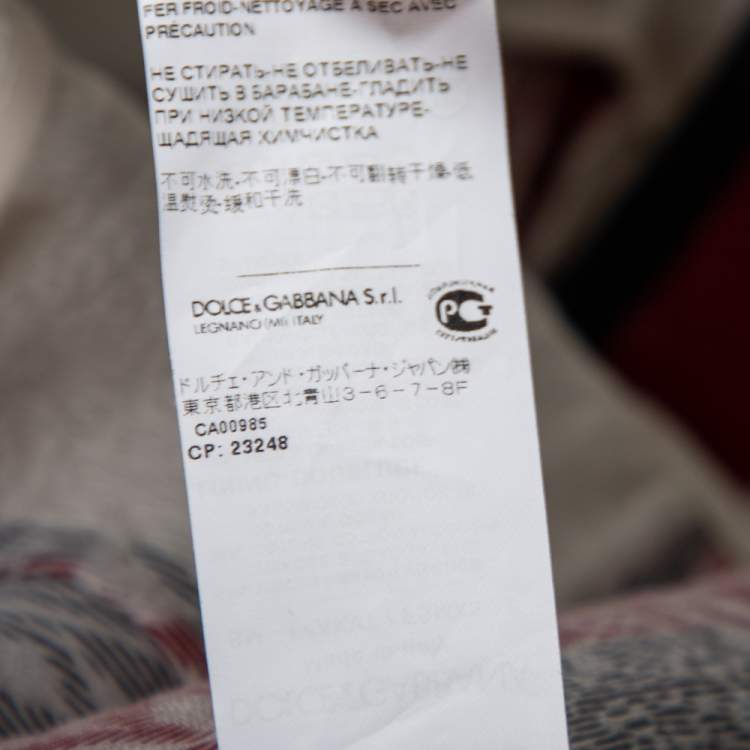 FER FROID-NETTOYAGE A SEC AVEC
PRÉCAUTION
НЕ СТИРАТЬ-НЕ ОТБЕЛИВАТЬ-НЕ
СУШИТЬ В БАРАБАНЕ-ГЛАДИТЬ
ПРИ НИЗКОЙ ТЕМПЕРАТУРЕ-
ЩАДЯЩАЯ ХИМЧИСТКА
不可水洗-不可漂白-不可翻转干燥-低
温熨烫-缓和干洗
DOLCE & GABBANA S.r.l.
LEGNANO (MI) ITALY
РСТ
ドルチェ・アンド・ガッバーナ・ジャパン㈱
東京都港区北青山3-6-7-8F
CA00985
CP: 23248